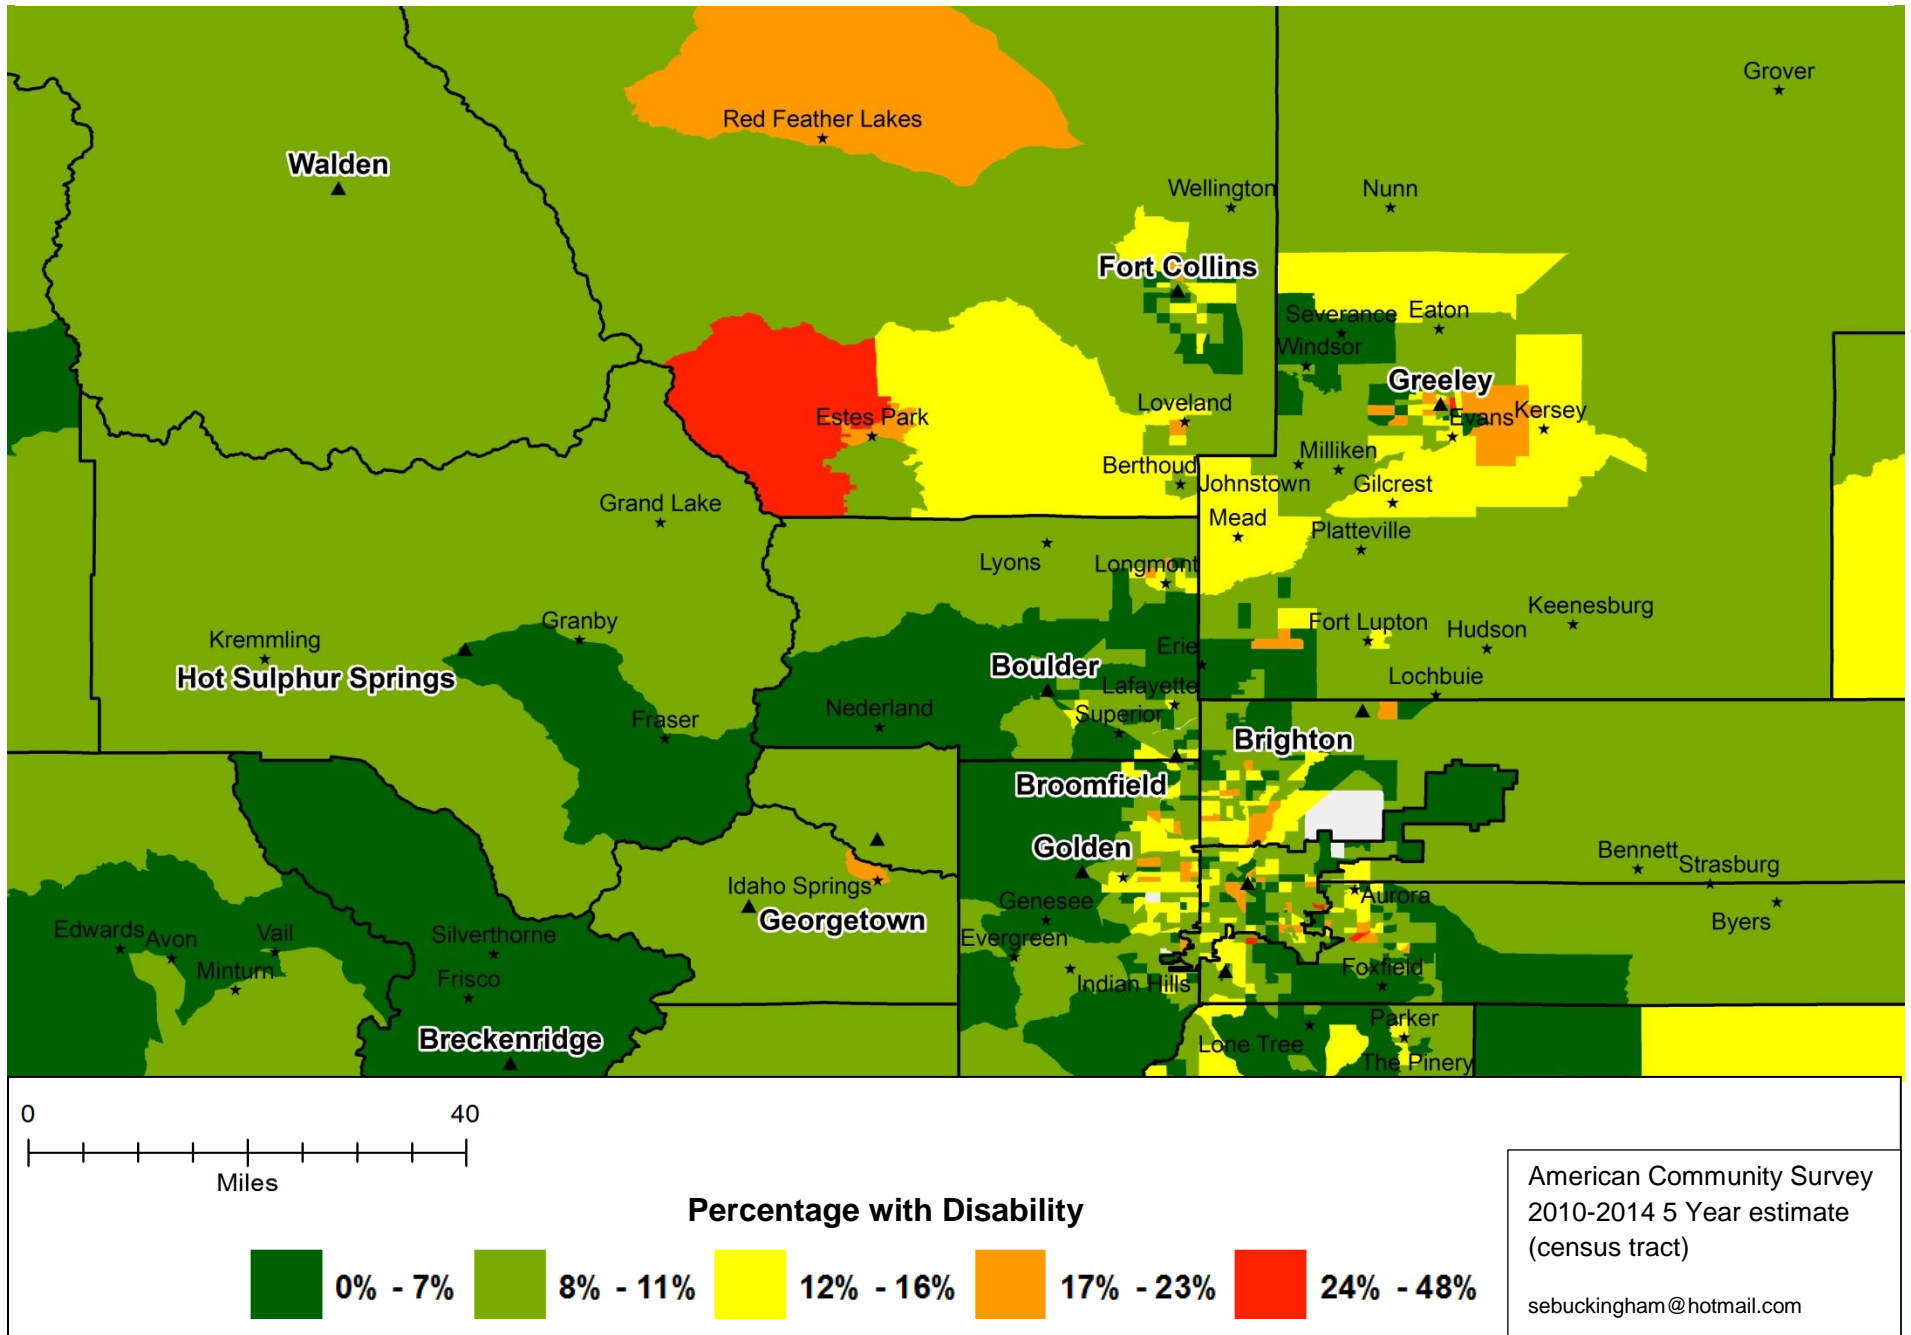 Grover
Red Feather Lakes
Walden
Wellington
Nunn
Fort Collins
Severance
Eaton
Windsor
Greeley
Loveland
Estes Park
Evans
Kersey
Milliken
Berthoud
Johnstown
Gilcrest
Grand Lake
Mead
Platteville
Lyons
Longmont
Keenesburg
Granby
Fort Lupton
Hudson
Kremmling
Erie
Boulder
Hot Sulphur Springs
Lafayette
Lochbuie
Nederland
Superior
Fraser
Brighton
Broomfield
Golden
Bennett
Strasburg
Idaho Springs
Genesee
Aurora
Georgetown
Byers
Edwards
Avon
Vail
Silverthorne
Evergreen
Minturn
Frisco
Indian Hills
Foxfield
Breckenridge
Parker
Lone Tree
The Pinery
0 40
Miles
Percentage with Disability
0% - 7% 8% - 11% 12% - 16% 17% - 23% 24% - 48%
American Community Survey
2010-2014 5 Year estimate
(census tract)
sebuckingham@hotmail.com